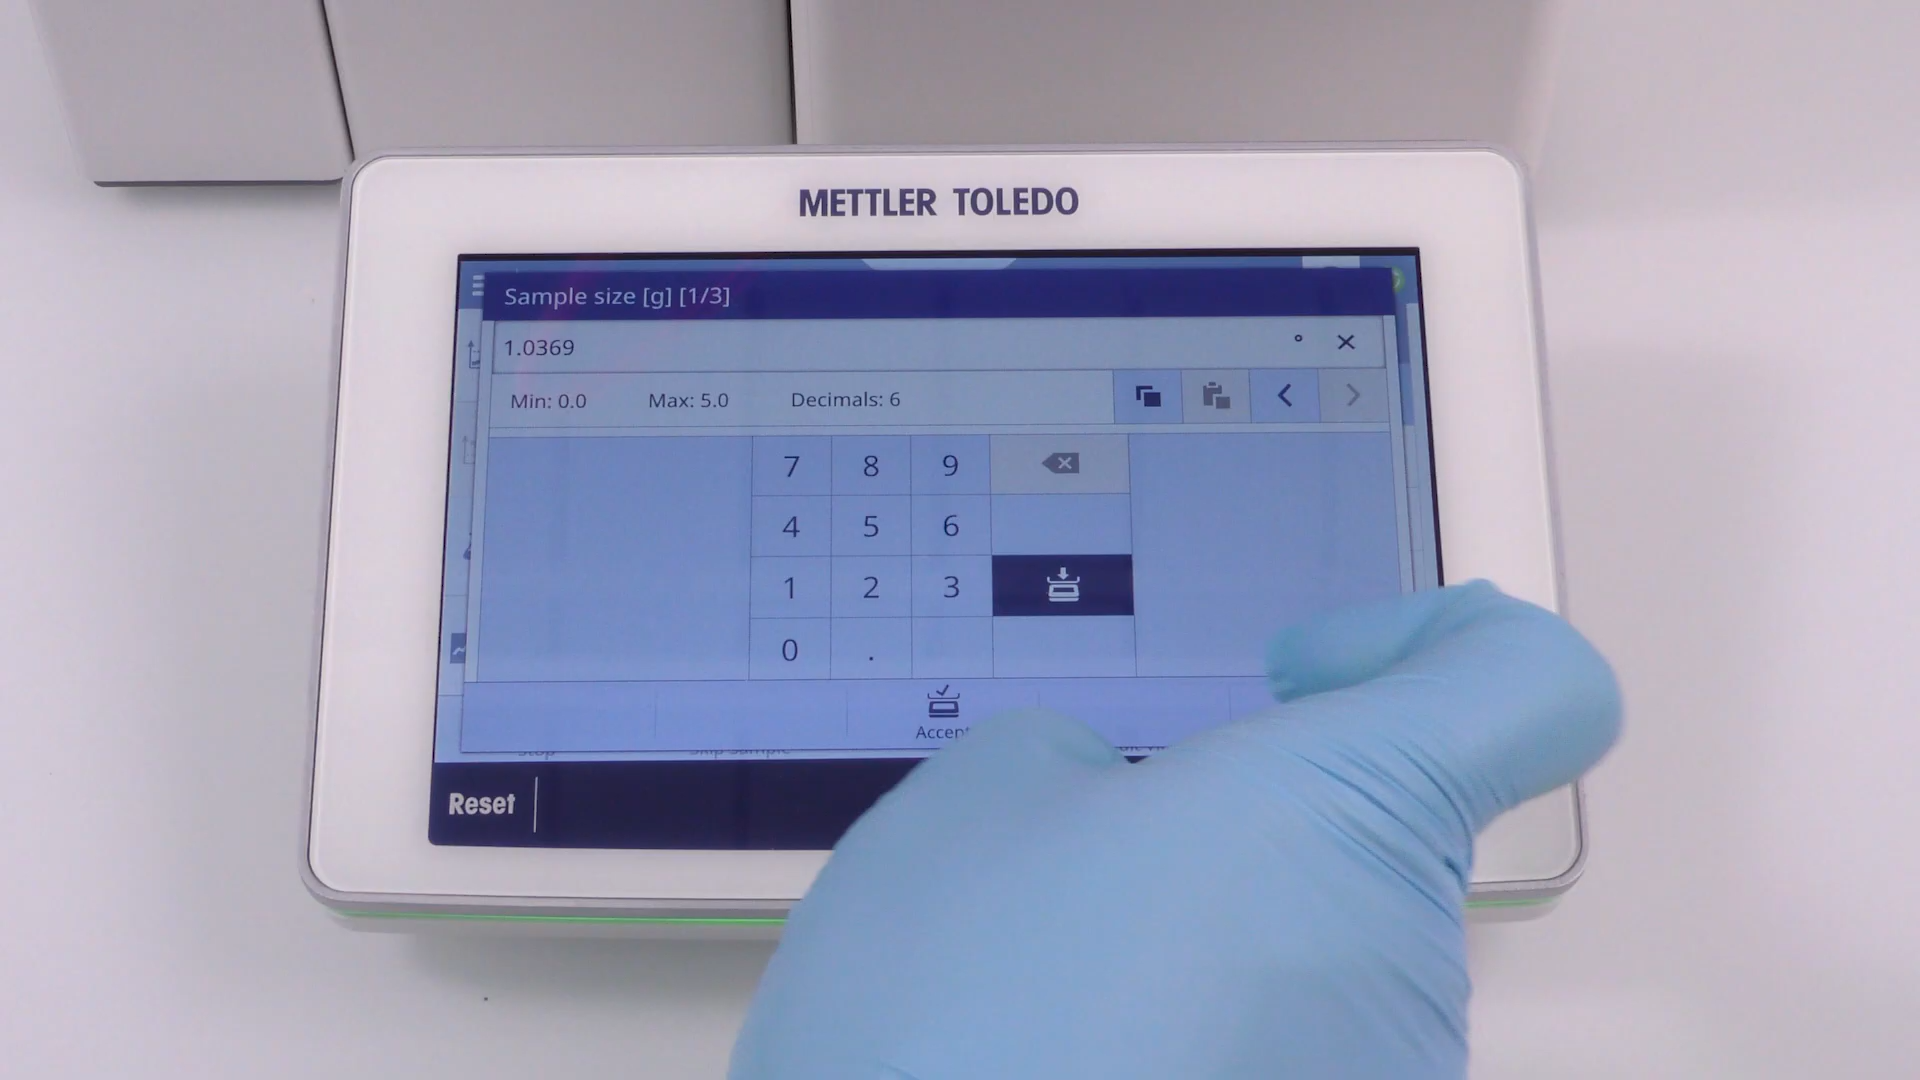 METTLER TOLEDO
Sample size [g] [1/3]
1.0369 °
Min: 0.0 Max: 5.0 Decimals: 6
7 8 9
4 5 6
1 2 3
0 .
Reset